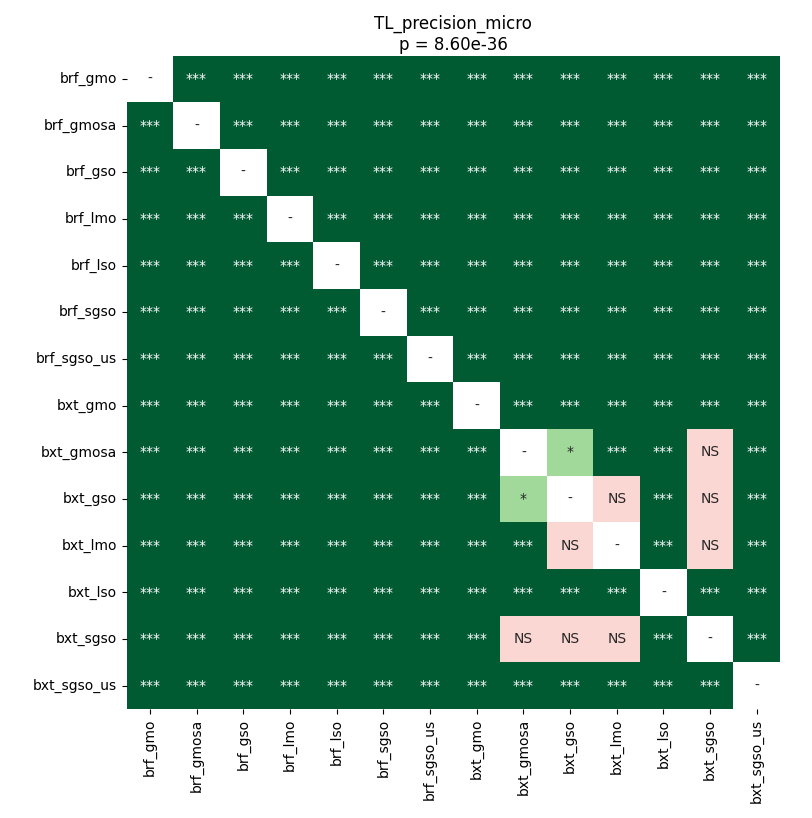 TL_precision_micro
p = 8.60e-36
brf_gmo - *** *** *** *** *** *** *** *** *** *** *** *** ***
brf_gmosa *** - *** *** *** *** *** *** *** *** *** *** *** ***
brf_gso *** *** - *** *** *** *** *** *** *** *** *** *** ***
brf_lmo *** *** *** - *** *** *** *** *** *** *** *** *** ***
brf_lso *** *** *** *** - *** *** *** *** *** *** *** *** ***
brf_sgso *** *** *** *** *** - *** *** *** *** *** *** *** ***
brf_sgso_us *** *** *** *** *** *** - *** *** *** *** *** *** ***
bxt_gmo *** *** *** *** *** *** *** - *** *** *** *** *** ***
bxt_gmosa *** *** *** *** *** *** *** *** - * *** *** NS ***
bxt_gso *** *** *** *** *** *** *** *** * - NS *** NS ***
bxt_lmo *** *** *** *** *** *** *** *** *** NS - *** NS ***
bxt_lso *** *** *** *** *** *** *** *** *** *** *** - *** ***
bxt_sgso *** *** *** *** *** *** *** *** NS NS NS *** - ***
bxt_sgso_us *** *** *** *** *** *** *** *** *** *** *** *** *** -
brf_gmo
brf_gmosa
brf_gso
brf_lmo
brf_lso
brf_sgso
brf_sgso_us
bxt_gmo
bxt_gmosa
bxt_gso
bxt_lmo
bxt_lso
bxt_sgso
bxt_sgso_us